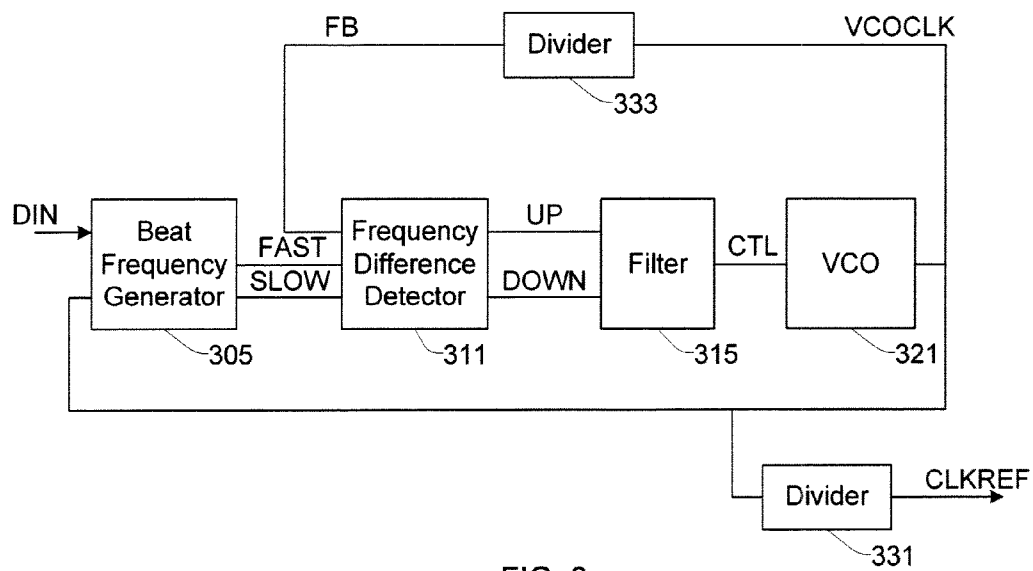 FB
Divider
VCOCLK
333
DIN
Beat
Frequency
Generator
FAST
SLOW
Frequency
Difference
Detector
UP
DOWN
Filter
CTL
VCO
305
311
315
321
Divider
CLKREF
331